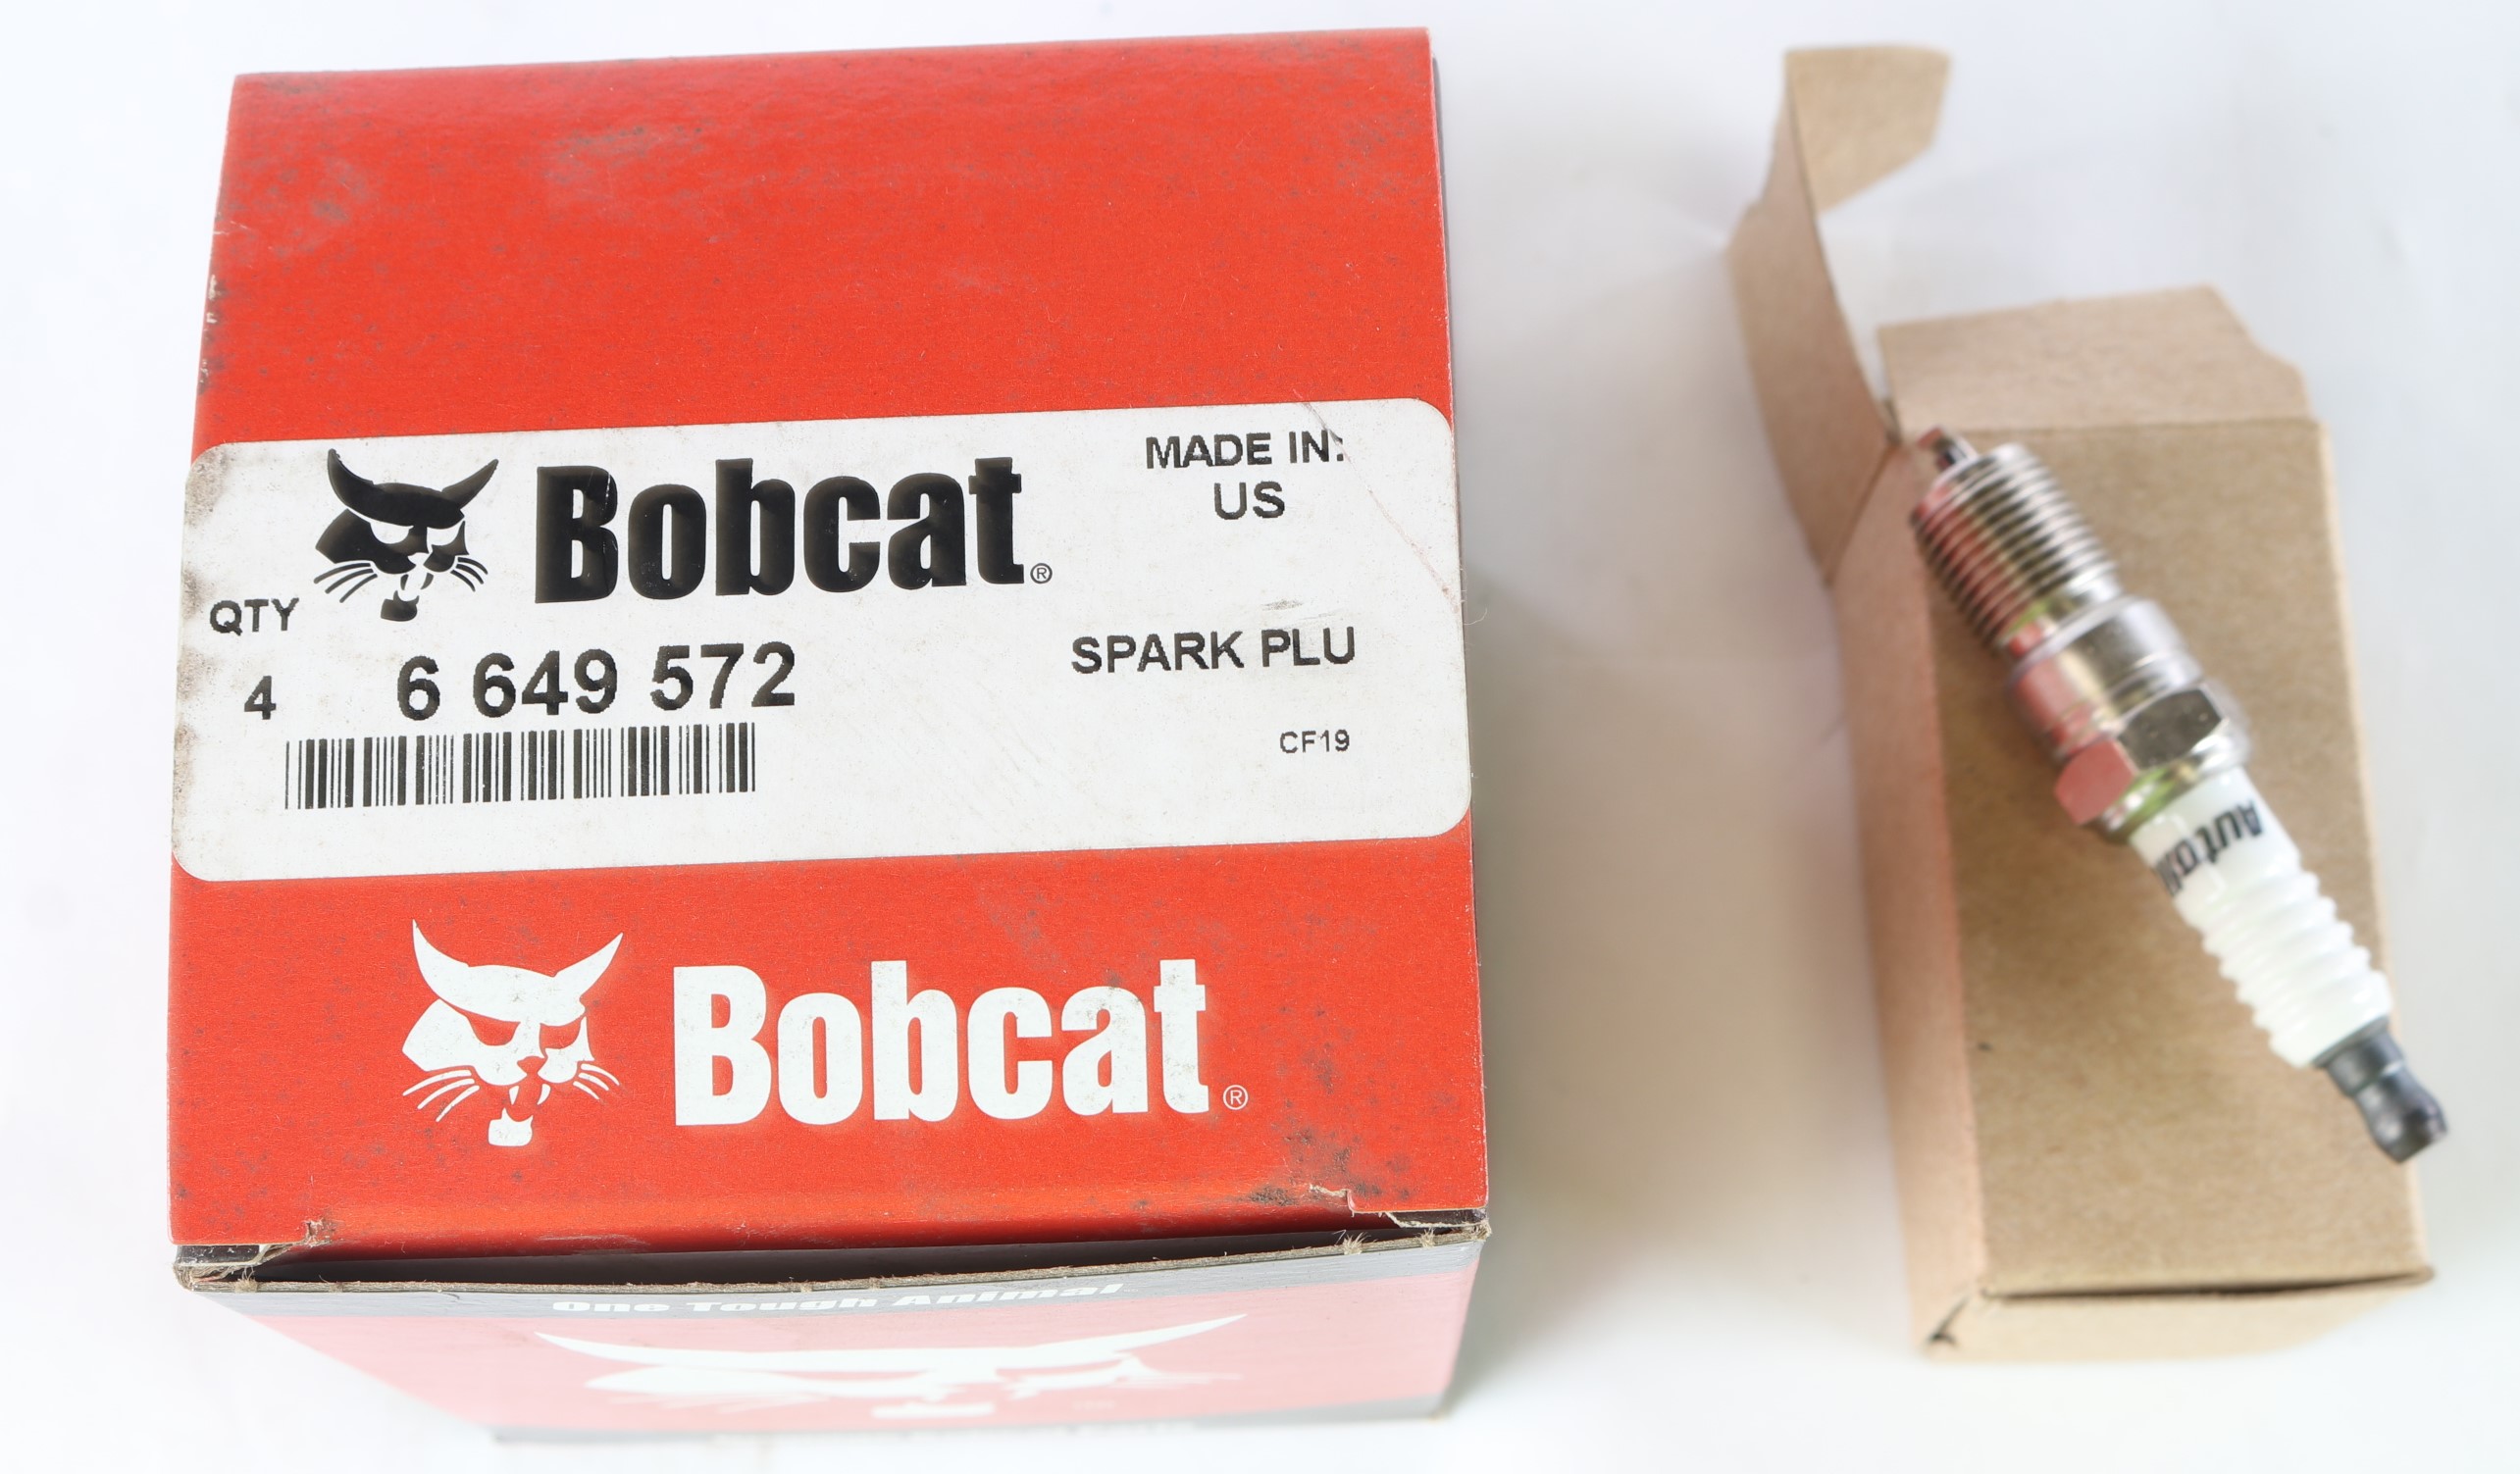 Bobcat®
MADE IN:
US
QTY
4
6 649 572
SPARK PLU
CF19
Bobcat®
One Tough Animal